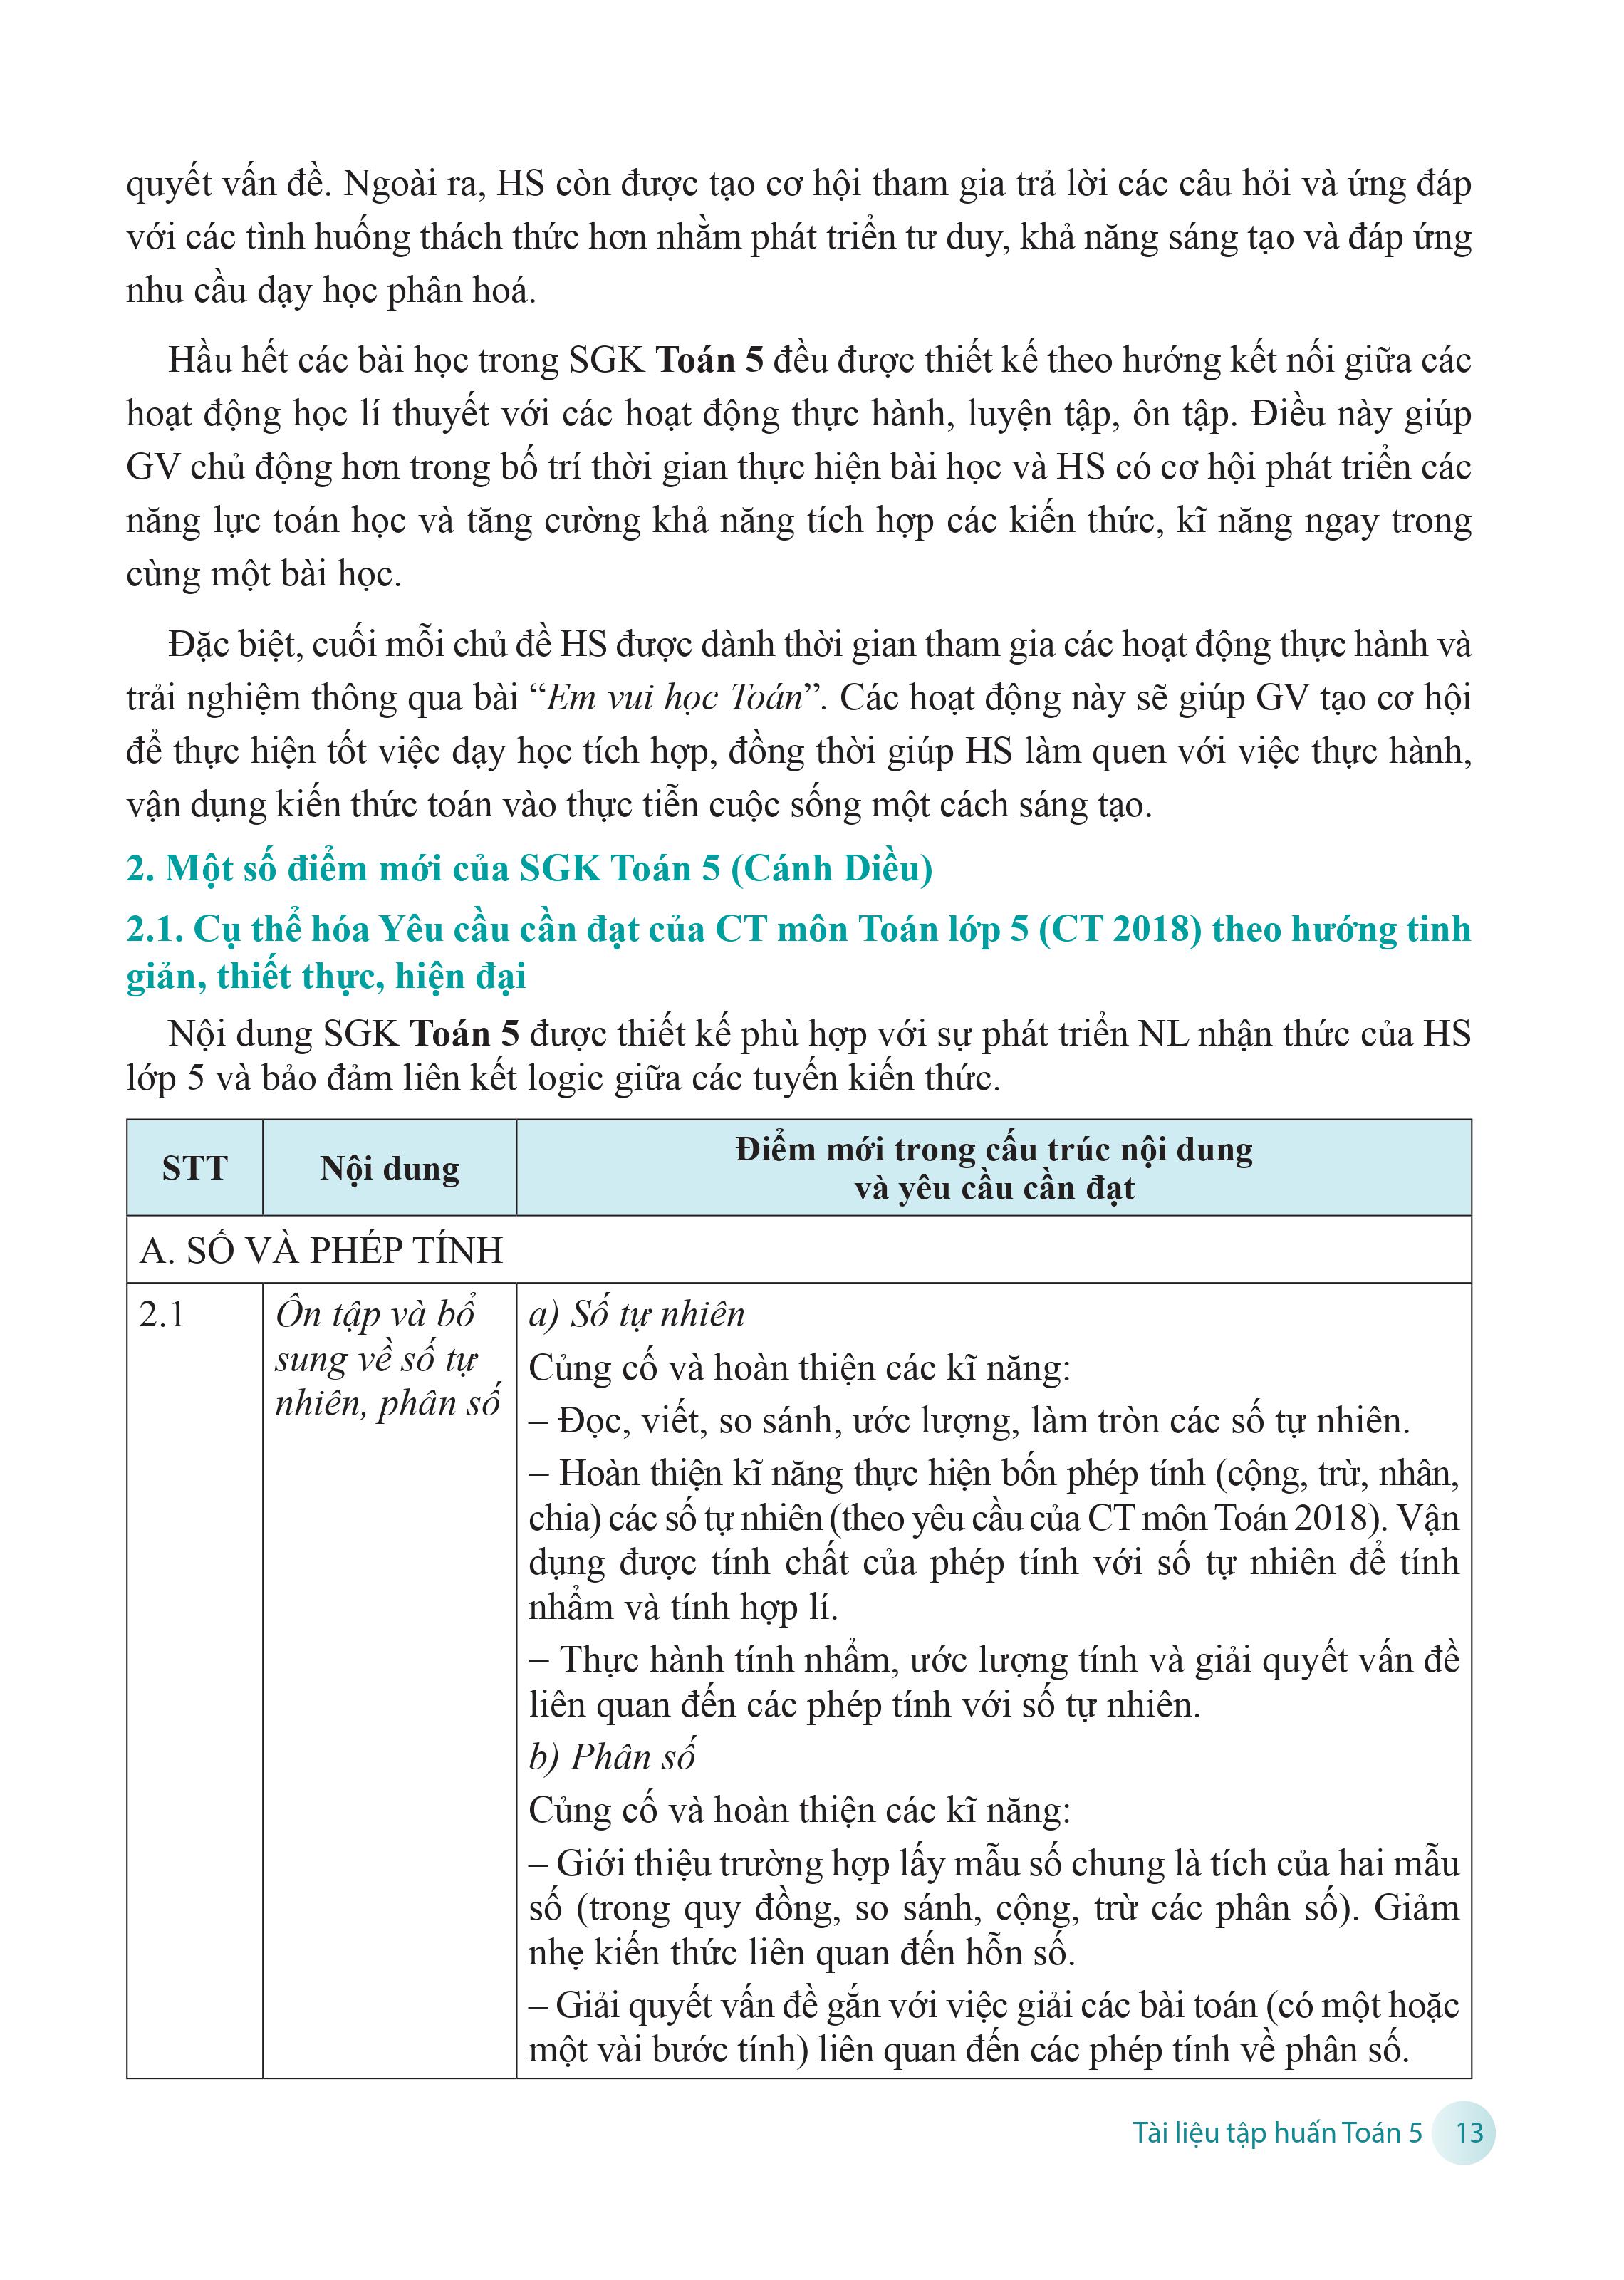 quyết vấn đề. Ngoài ra, HS còn được tạo cơ hội tham gia trả lời các câu hỏi và ứng đáp
với các tình huống thách thức hơn nhằm phát triển tư duy, khả năng sáng tạo và đáp ứng
nhu cầu dạy học phân hoá.
Hầu hết các bài học trong SGK Toán 5 đều được thiết kế theo hướng kết nối giữa các
hoạt động học lí thuyết với các hoạt động thực hành, luyện tập, ôn tập. Điều này giúp
GV chủ động hơn trong bố trí thời gian thực hiện bài học và HS có cơ hội phát triển các
năng lực toán học và tăng cường khả năng tích hợp các kiến thức, kĩ năng ngay trong
cùng một bài học.
Đặc biệt, cuối mỗi chủ đề HS được dành thời gian tham gia các hoạt động thực hành và
trải nghiệm thông qua bài “Em vui học Toán”. Các hoạt động này sẽ giúp GV tạo cơ hội
để thực hiện tốt việc dạy học tích hợp, đồng thời giúp HS làm quen với việc thực hành,
vận dụng kiến thức toán vào thực tiễn cuộc sống một cách sáng tạo.
2. Một số điểm mới của SGK Toán 5 (Cánh Diều)
2.1. Cụ thể hóa Yêu cầu cần đạt của CT môn Toán lớp 5 (CT 2018) theo hướng tinh
giản, thiết thực, hiện đại
Nội dung SGK Toán 5 được thiết kế phù hợp với sự phát triển NL nhận thức của HS
lớp 5 và bảo đảm liên kết logic giữa các tuyến kiến thức.
STT
Nội dung
Điểm mới trong cấu trúc nội dung
và yêu cầu cần đạt
A. SỐ VÀ PHÉP TÍNH
2.1
Ôn tập và bổ
sung về số tự
nhiên, phân số
a) Số tự nhiên
Củng cố và hoàn thiện các kĩ năng:
– Đọc, viết, so sánh, ước lượng, làm tròn các số tự nhiên.
– Hoàn thiện kĩ năng thực hiện bốn phép tính (cộng, trừ, nhân,
chia) các số tự nhiên (theo yêu cầu của CT môn Toán 2018). Vận
dụng được tính chất của phép tính với số tự nhiên để tính
nhẩm và tính hợp lí.
– Thực hành tính nhẩm, ước lượng tính và giải quyết vấn đề
liên quan đến các phép tính với số tự nhiên.
b) Phân số
Củng cố và hoàn thiện các kĩ năng:
– Giới thiệu trường hợp lấy mẫu số chung là tích của hai mẫu
số (trong quy đồng, so sánh, cộng, trừ các phân số). Giảm
nhẹ kiến thức liên quan đến hỗn số.
– Giải quyết vấn đề gắn với việc giải các bài toán (có một hoặc
một vài bước tính) liên quan đến các phép tính về phân số.
Tài liệu tập huấn Toán 5 13